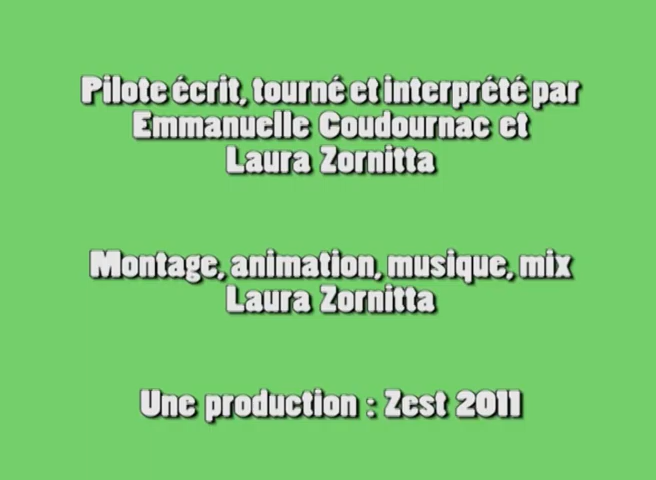 Pilote écrit, tourné et interprété par
Emmanuelle Coudournac et
Laura Zornitta
Montage, animation, musique, mix
Laura Zornitta
Une production : Zest 2011